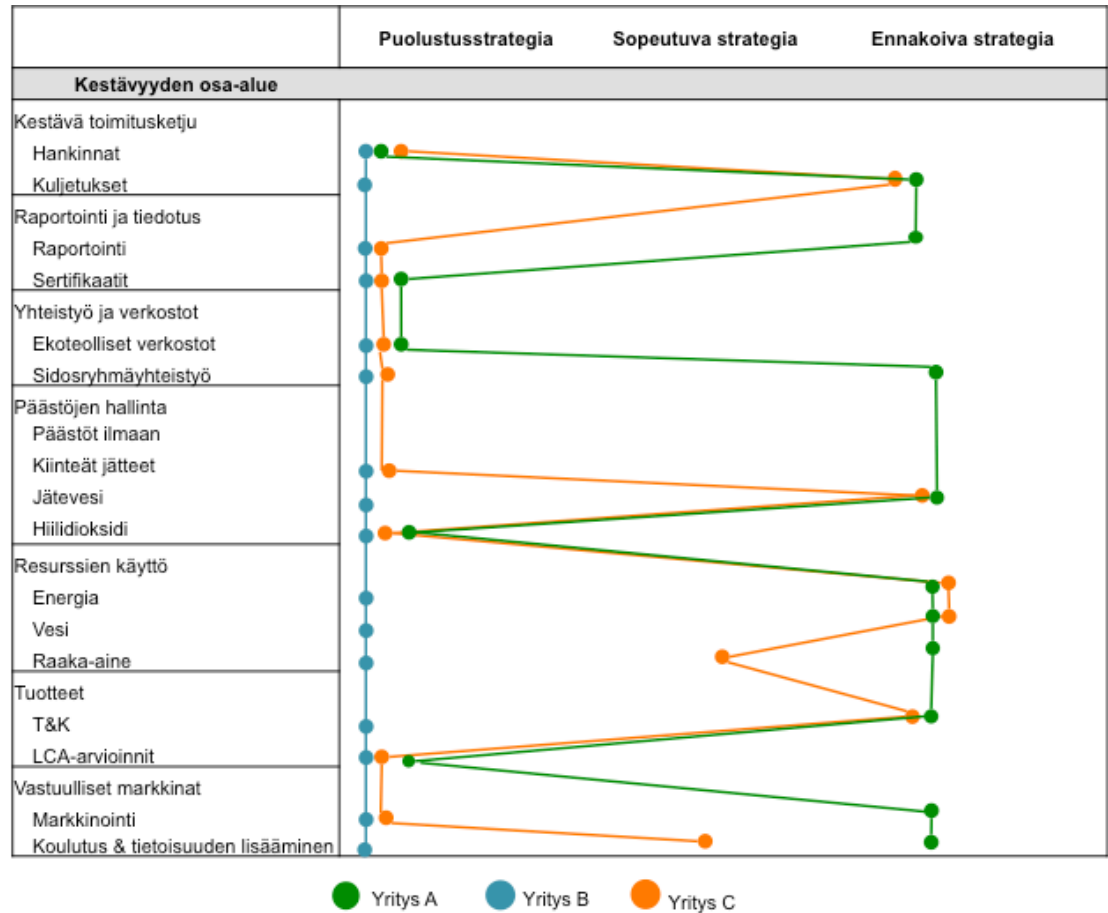 Puolustusstrategia Sopeutuva strategia Ennakoiva strategia
Kestävyyden osa-alue
Kestävä toimitusketju
Hankinnat
Kuljetukset
Raportointi ja tiedotus
Raportointi
Sertifikaatit
Yhteistyö ja verkostot
Ekoteolliset verkostot
Sidosryhmäyhteistyö
Päästöjen hallinta
Päästöt ilmaan
Kiinteät jätteet
Jätevesi
Hiilidioksidi
Resurssien käyttö
Energia
Vesi
Raaka-aine
Tuotteet
T&K
LCA-arvioinnit
Vastuulliset markkinat
Markkinointi
Koulutus & tietoisuuden lisääminen
Yritys A Yritys B Yritys C